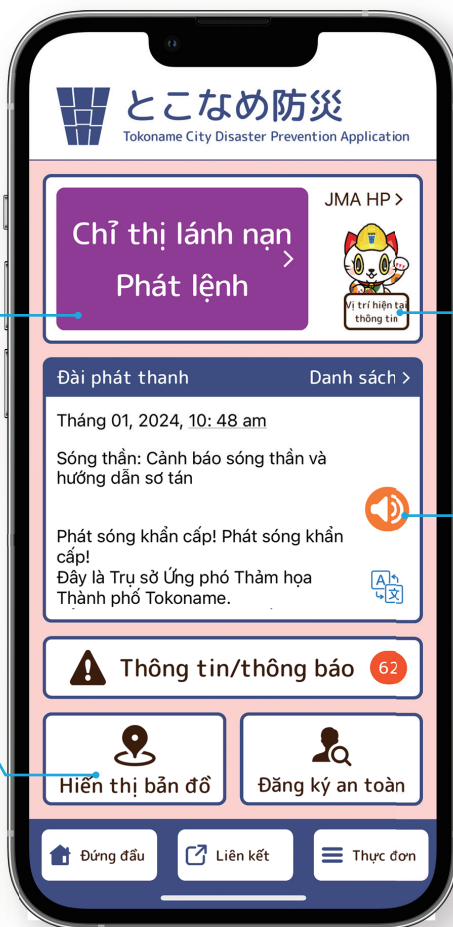 とこなめ防災
Tokoname City Disaster Prevention Application
JMA HP >
Chỉ thị lánh nạn
Phát lệnh
Vị trí hiện tại
thông tin
Đài phát thanh
Danh sách >
Tháng 01, 2024, 10: 48 am
Sóng thần: Cảnh báo sóng thần và
hướng dẫn sơ tán
Phát sóng khẩn cấp! Phát sóng khẩn
cấp!
Đây là Trụ sở Ứng phó Thảm họa
Thành phố Tokoname.
A 文
Thông tin/thông báo 62
Hiển thị bản đồ
Đăng ký an toàn
Đứng đầu
Liên kết
Thực đơn